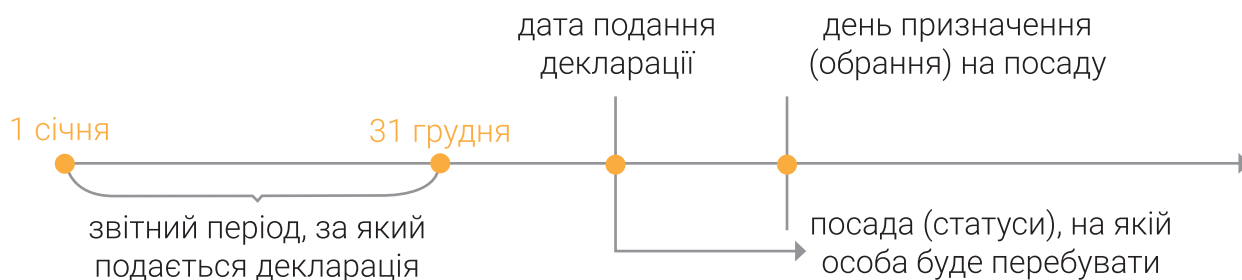 дата подання
декларації
день призначення
(обрання) на посаду
1 січня
31 грудня
звітний період, за який
подається декларація
посада (статуси), на якій
особа буде перебувати